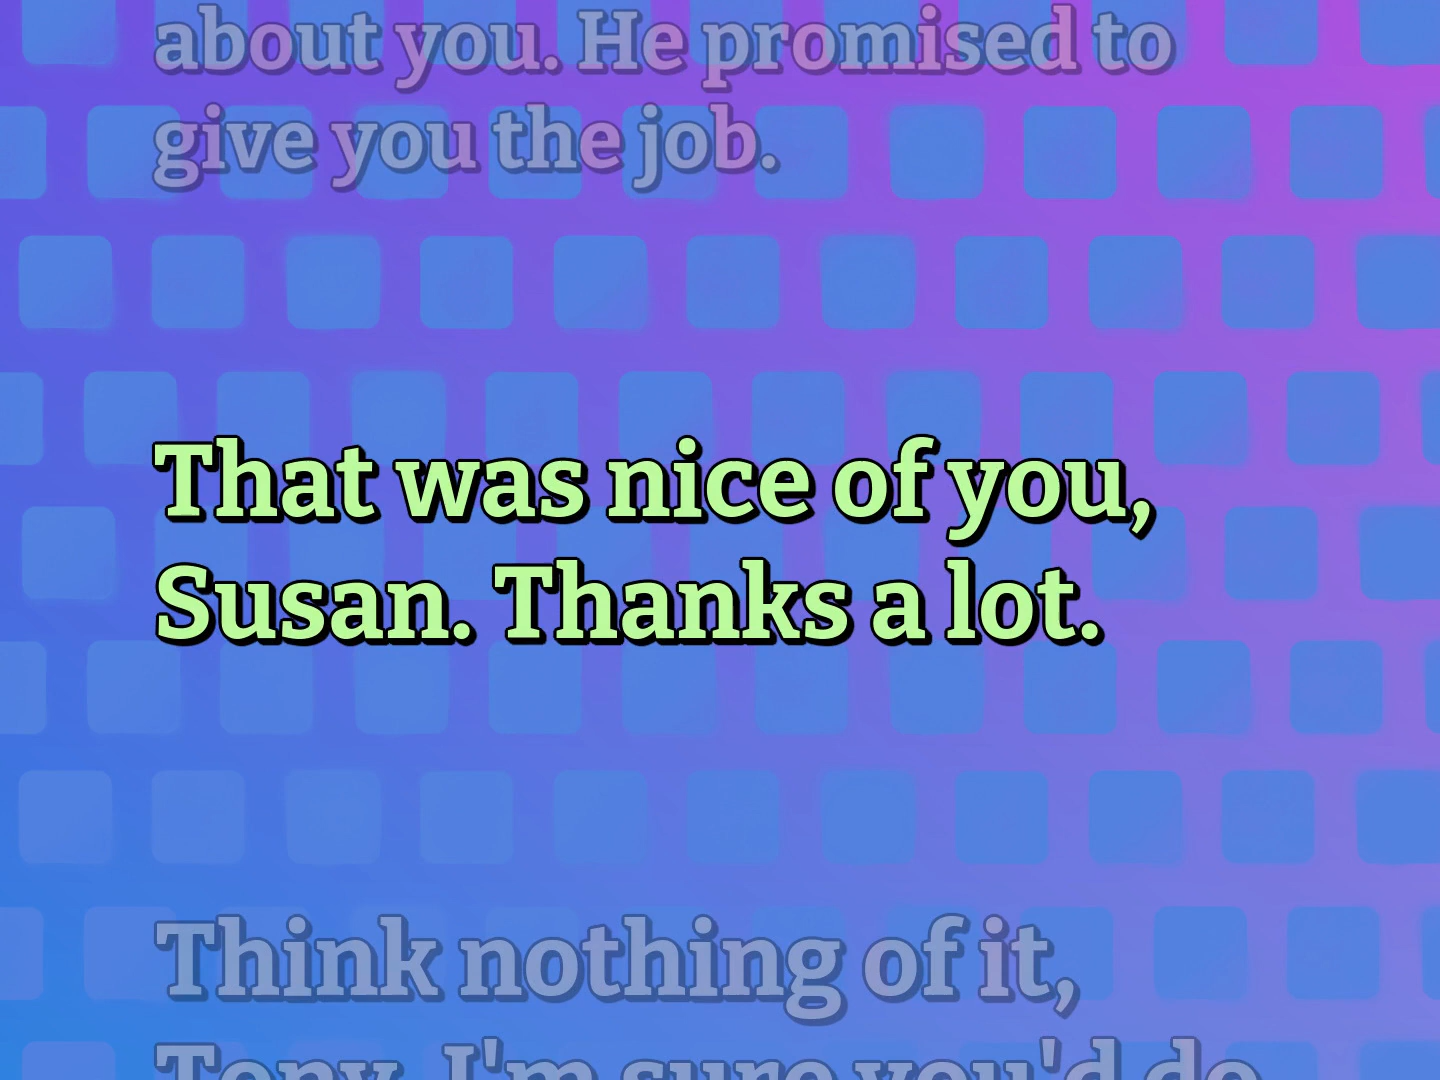 about you. He promised to
give you the job.
That was nice of you,
Susan. Thanks a lot.
Think nothing of it,
Tony. I'm sure you'd do